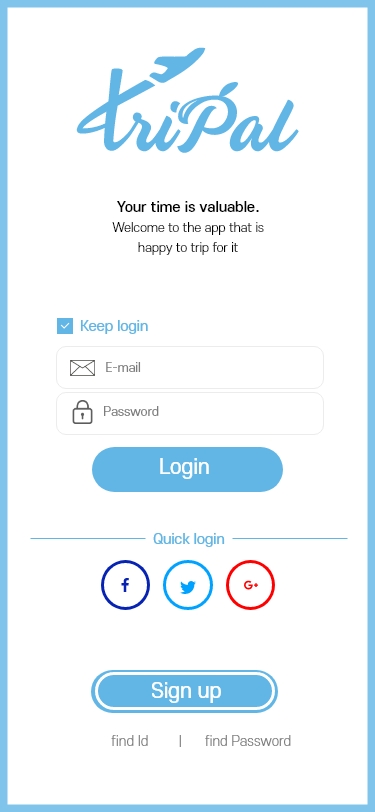 triPal
Your time is valuable.
Welcome to the app that is
happy to trip for it
Keep login
E-mail
Password
Login
Quick login
f
G+
Sign up
find Id | find Password